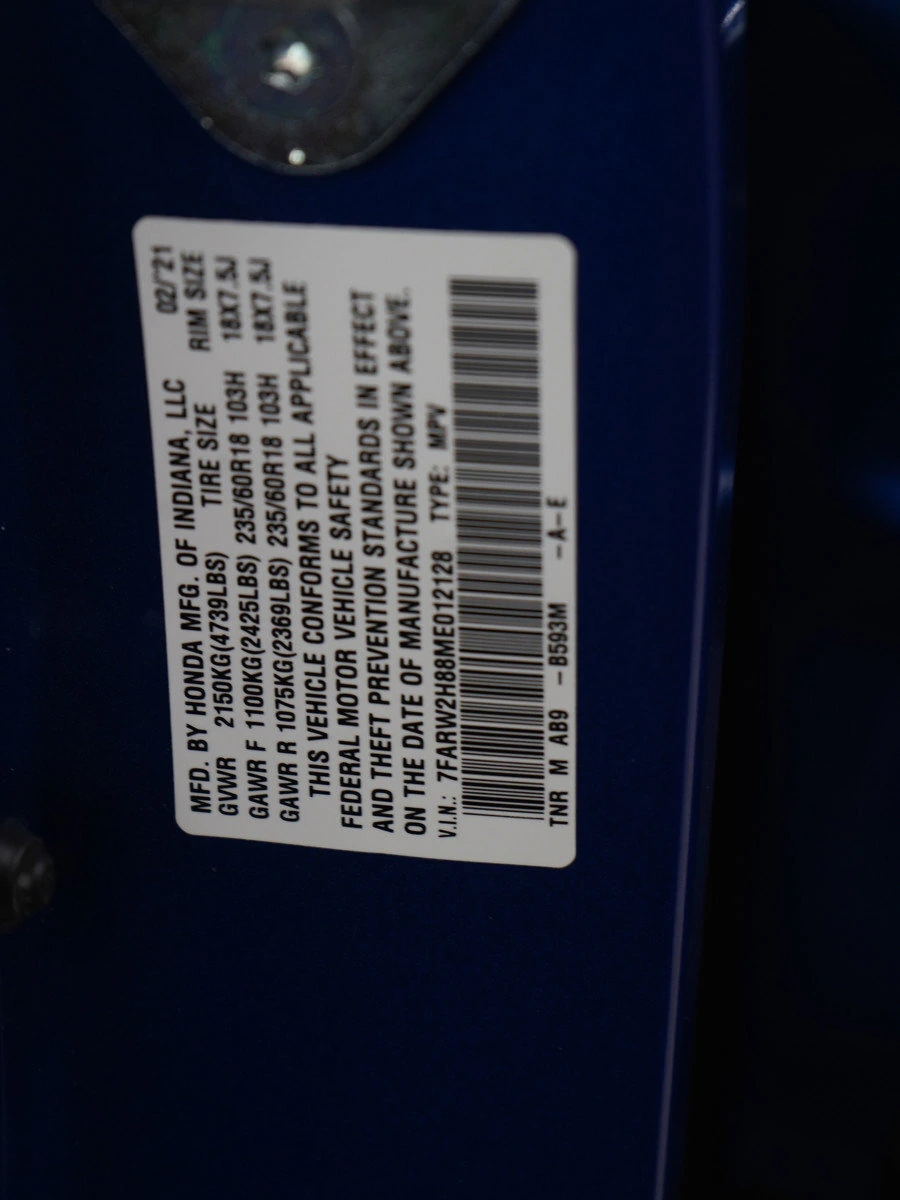 MFD. BY HONDA MFG. OF INDIANA, LLC 02/'21
TIRE SIZE RIM SIZE
GVWR 2150KG(4739LBS)
GAWR F 1100KG(2425LBS) 235/60R18 103H 18X7.5J
GAWR R 1075KG(2369LBS) 235/60R18 103H 18X7.5J
THIS VEHICLE CONFORMS TO ALL APPLICABLE
FEDERAL MOTOR VEHICLE SAFETY
AND THEFT PREVENTION STANDARDS IN EFFECT
ON THE DATE OF MANUFACTURE SHOWN ABOVE.
V.I.N.: 7FARW2H88ME012128 TYPE: MPV
TNR M AB9 -B593M -A-E